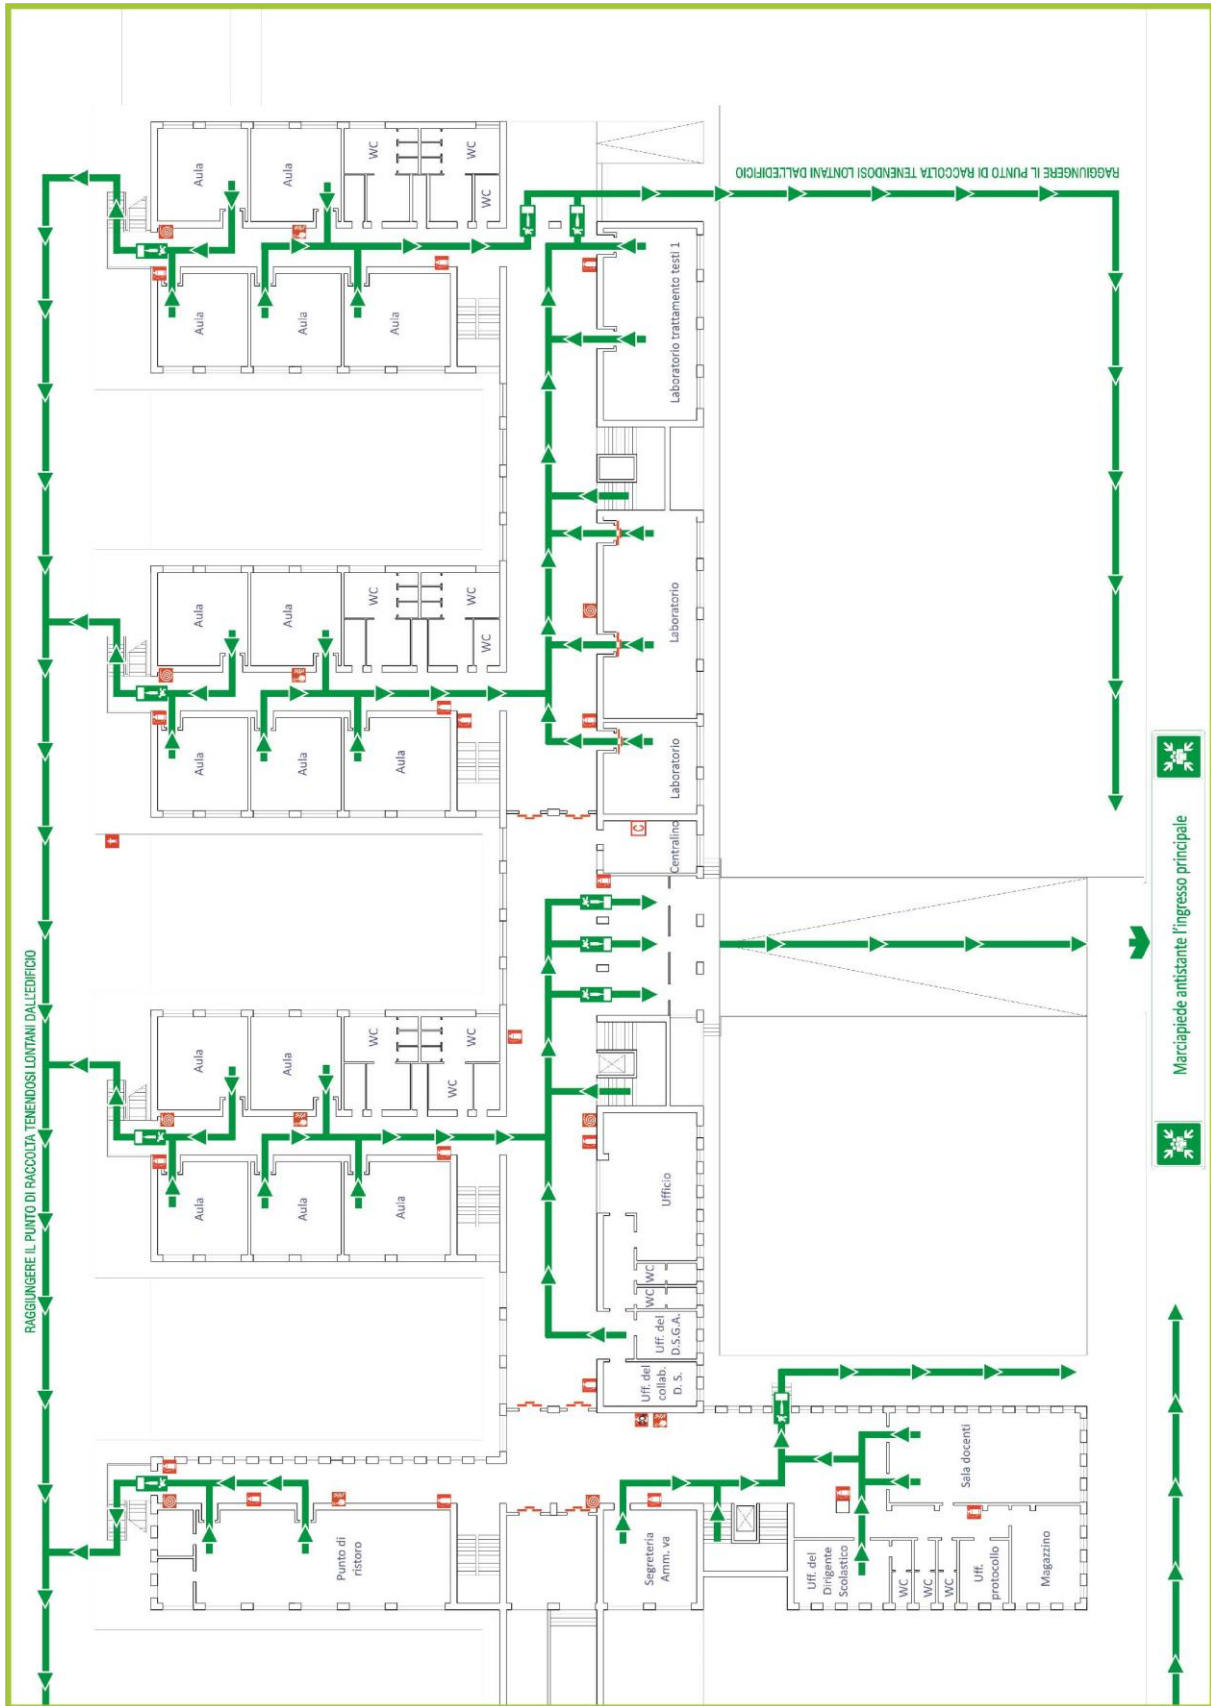 RAGGIUNGERE IL PUNTO DI RACCOLTA TENENDOSI LONTANI DALL'EDIFICIO
Aula
Aula
Aula
Aula
Aula
Aula
Punto di
ristoro
Aula
Aula
Aula
Aula
Aula
Aula
Aula
WC
WC
WC
Aula
WC
WC
WC
Aula
WC
WC
WC
Segreteria
Amm. va
Uff. del
collab.
D. S.
Uff. del
D.S.G.A.
WC
WC
Ufficio
Centralino
C
Laboratorio
Laboratorio
Laboratorio trattamento testi 1
RAGGIUNGERE IL PUNTO DI RACCOLTA TENENDOSI LONTANI DALL'EDIFICIO
Uff. del
Dirigente
Scolastico
WC
WC
WC
Uff.
protocollo
Magazzino
Sala docenti
Marciapiede antistante l'ingresso principale